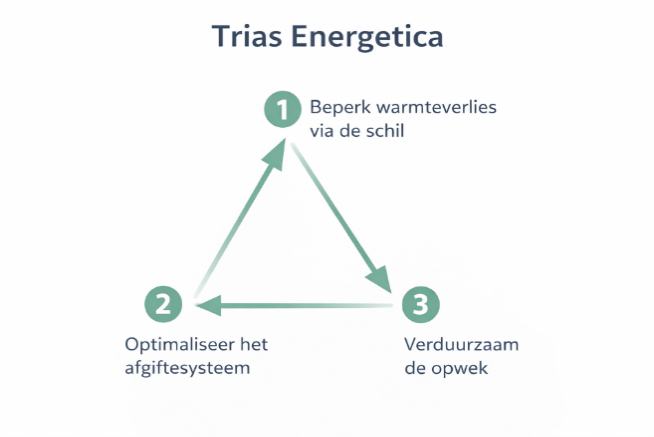 Trias Energetica
1 Beperk warmteverlies
via de schil
2
Optimaliseer het
afgiftesysteem
3
Verduurzaam
de opwek